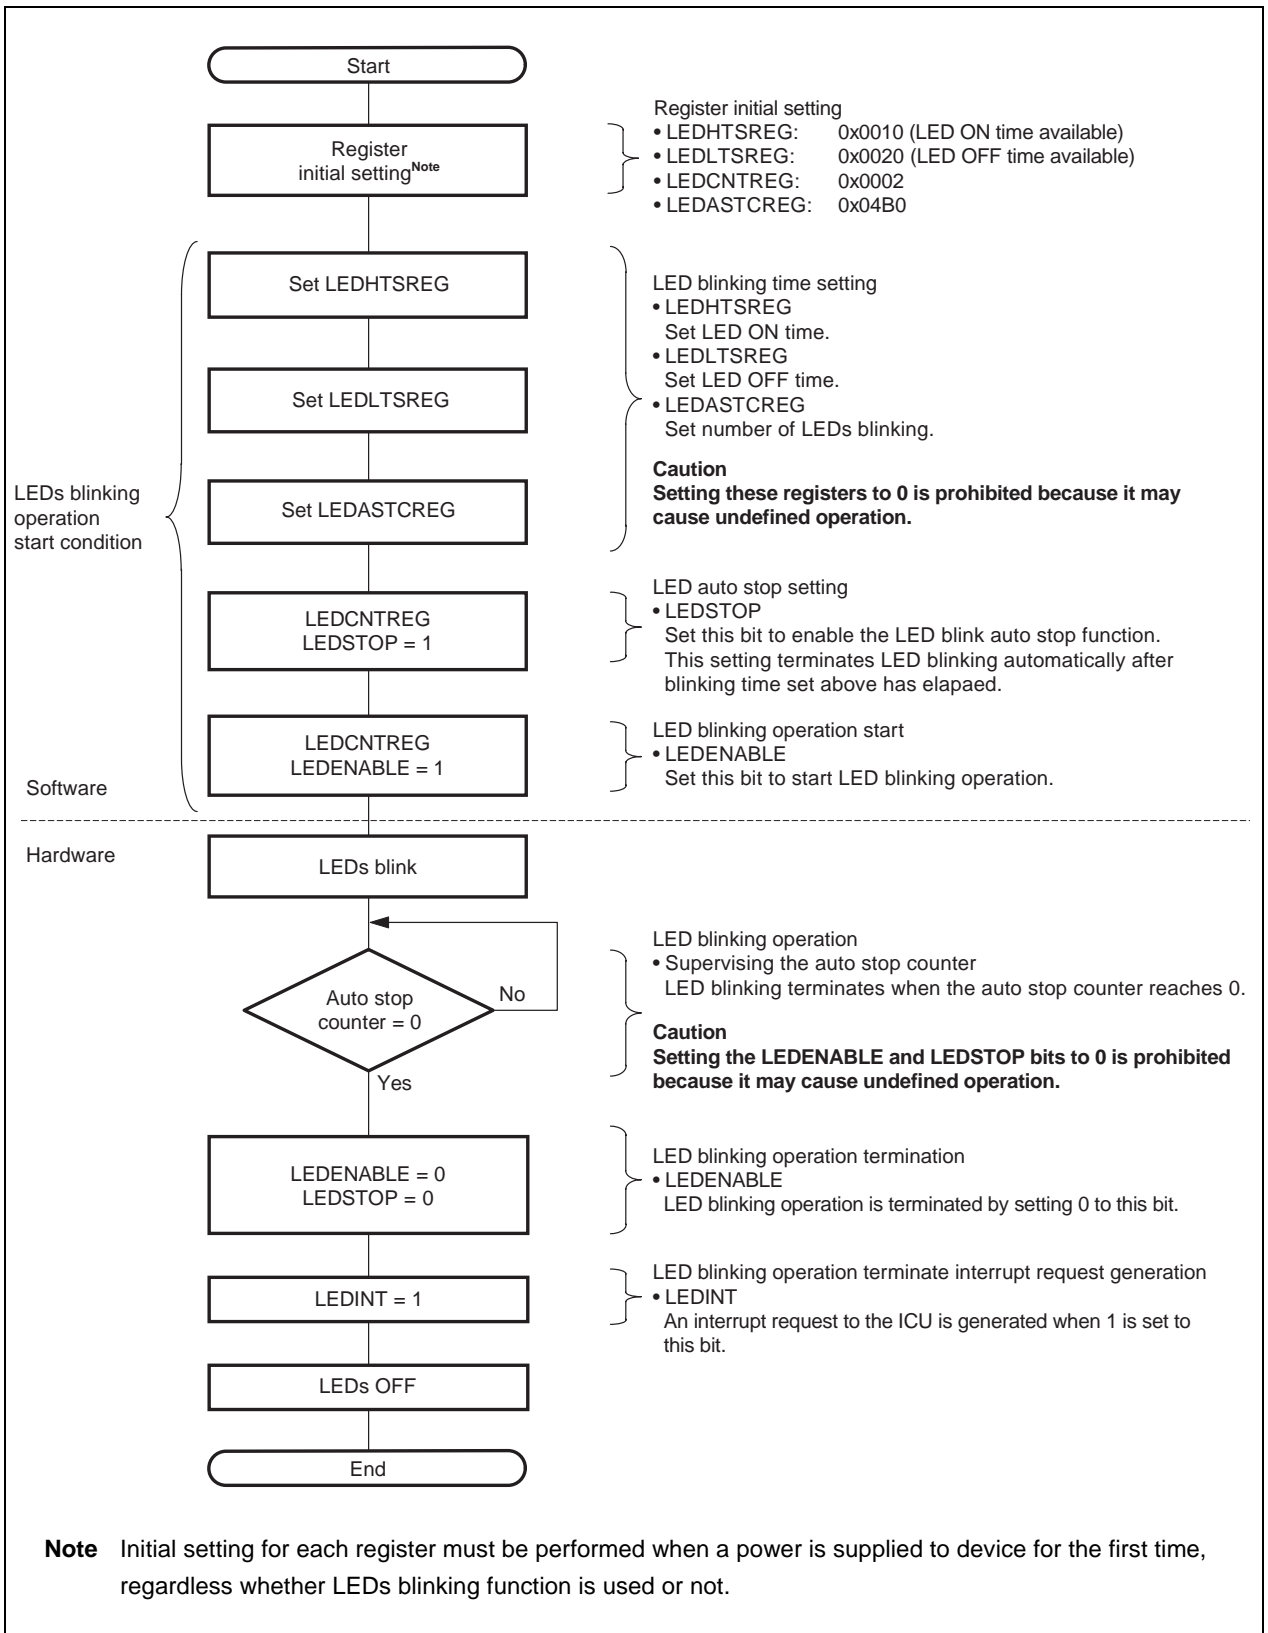 Start
Register
initial settingNote
Register initial setting
• LEDHTSREG: 0x0010 (LED ON time available)
• LEDLTSREG: 0x0020 (LED OFF time available)
• LEDCNTREG: 0x0002
• LEDASTCREG: 0x04B0
LEDs blinking
operation
start condition
Set LEDHTSREG
Set LEDLTSREG
Set LEDASTCREG
LED blinking time setting
• LEDHTSREG
Set LED ON time.
• LEDLTSREG
Set LED OFF time.
• LEDASTCREG
Set number of LEDs blinking.
Caution
Setting these registers to 0 is prohibited because it may
cause undefined operation.
LEDCNTREG
LEDSTOP = 1
LED auto stop setting
• LEDSTOP
Set this bit to enable the LED blink auto stop function.
This setting terminates LED blinking automatically after
blinking time set above has elapaed.
LEDCNTREG
LEDENABLE = 1
LED blinking operation start
• LEDENABLE
Set this bit to start LED blinking operation.
Software
Hardware
LEDs blink
Auto stop
counter = 0
No
Yes
LED blinking operation
• Supervising the auto stop counter
LED blinking terminates when the auto stop counter reaches 0.
Caution
Setting the LEDENABLE and LEDSTOP bits to 0 is prohibited
because it may cause undefined operation.
LEDENABLE = 0
LEDSTOP = 0
LED blinking operation termination
• LEDENABLE
LED blinking operation is terminated by setting 0 to this bit.
LEDINT = 1
LED blinking operation terminate interrupt request generation
• LEDINT
An interrupt request to the ICU is generated when 1 is set to
this bit.
LEDs OFF
End
Note Initial setting for each register must be performed when a power is supplied to device for the first time,
regardless whether LEDs blinking function is used or not.